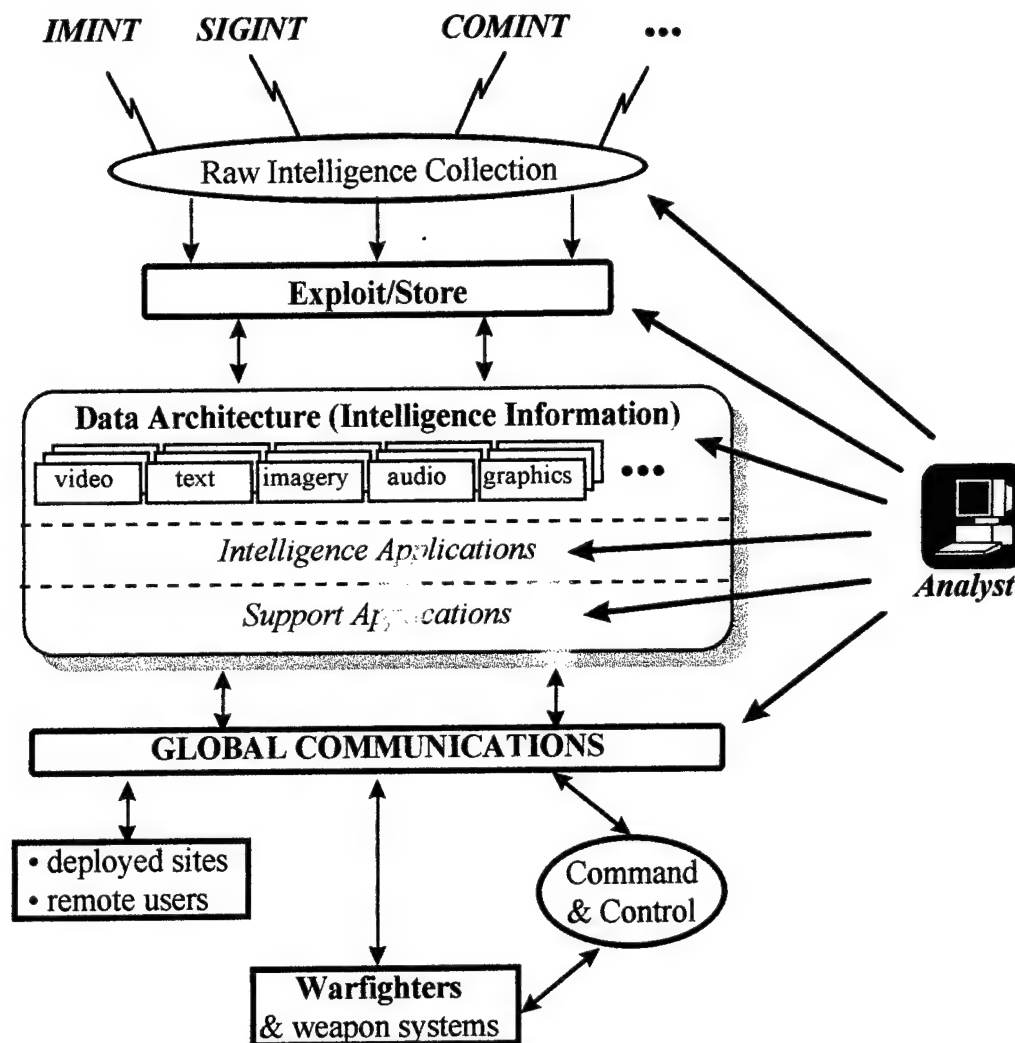 IMINT SIGINT COMINT •••
Raw Intelligence Collection
Exploit/Store
Data Architecture (Intelligence Information)
video text imagery audio graphics •••
Intelligence Applications
Support Applications
Analyst
GLOBAL COMMUNICATIONS
• deployed sites
• remote users
Command
& Control
Warfighters
& weapon systems